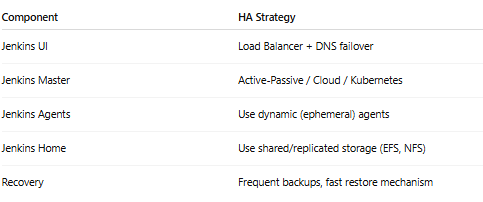 Component HA Strategy
Jenkins UI Load Balancer + DNS failover
Jenkins Master Active-Passive / Cloud / Kubernetes
Jenkins Agents Use dynamic (ephemeral) agents
Jenkins Home Use shared/replicated storage (EFS, NFS)
Recovery Frequent backups, fast restore mechanism